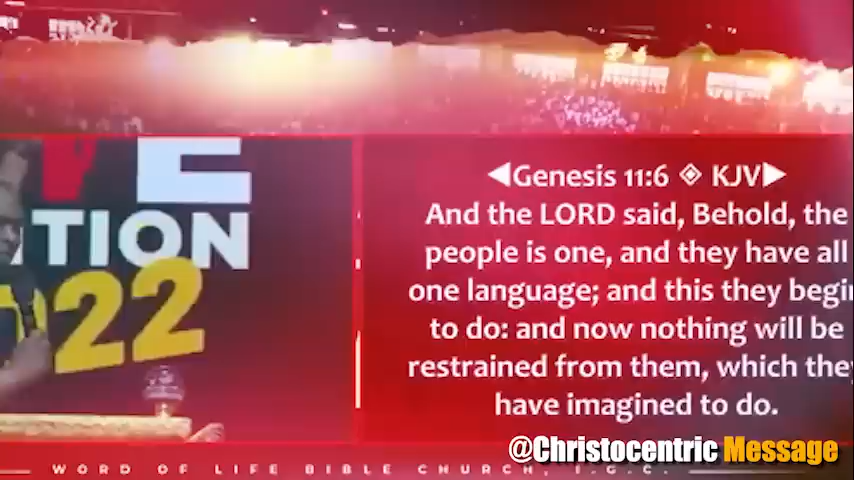 VE
TION
022
◀Genesis 11:6 ◈ KJV▶
And the LORD said, Behold, the
people is one, and they have all
one language; and this they begin
to do: and now nothing will be
restrained from them, which they
have imagined to do.
@Christocentric Message
WORD OF LIFE BIBLE CHURCH, I.G.C.